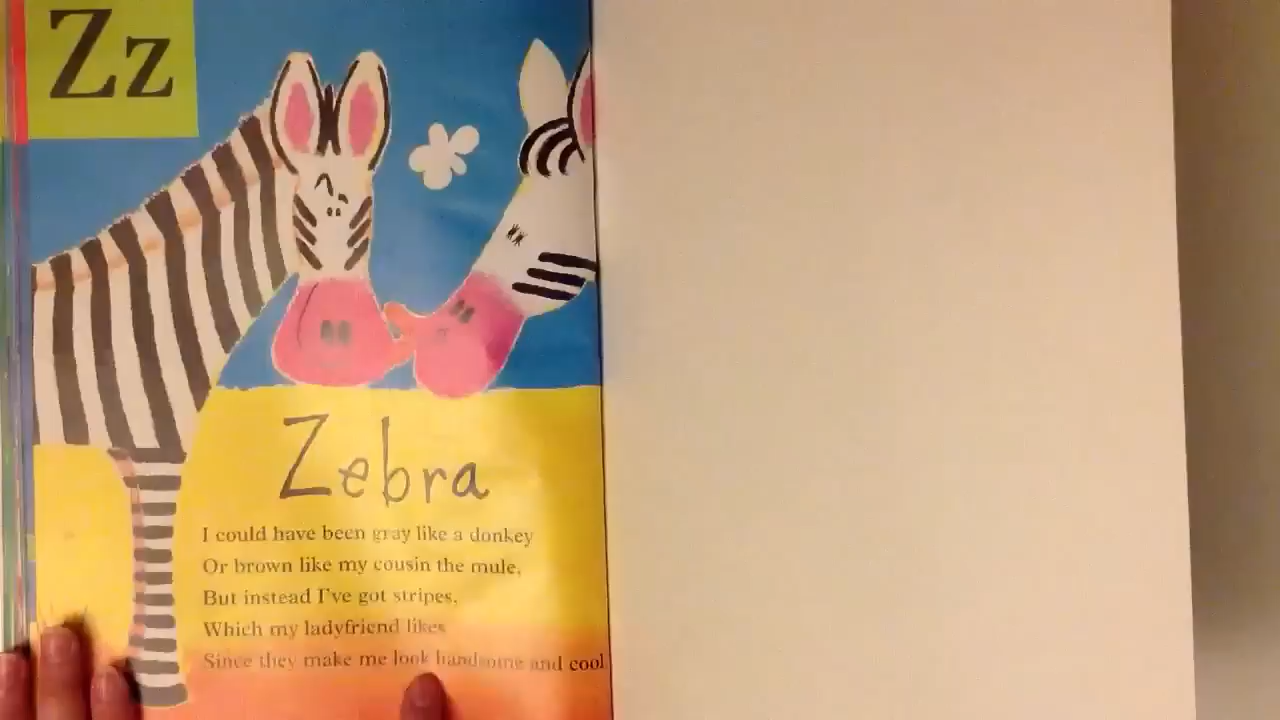 Zz
Zebra
I could have been gray like a donkey
Or brown like my cousin the mule,
But instead I've got stripes,
Which my ladyfriend likes
Since they make me look handsome and cool